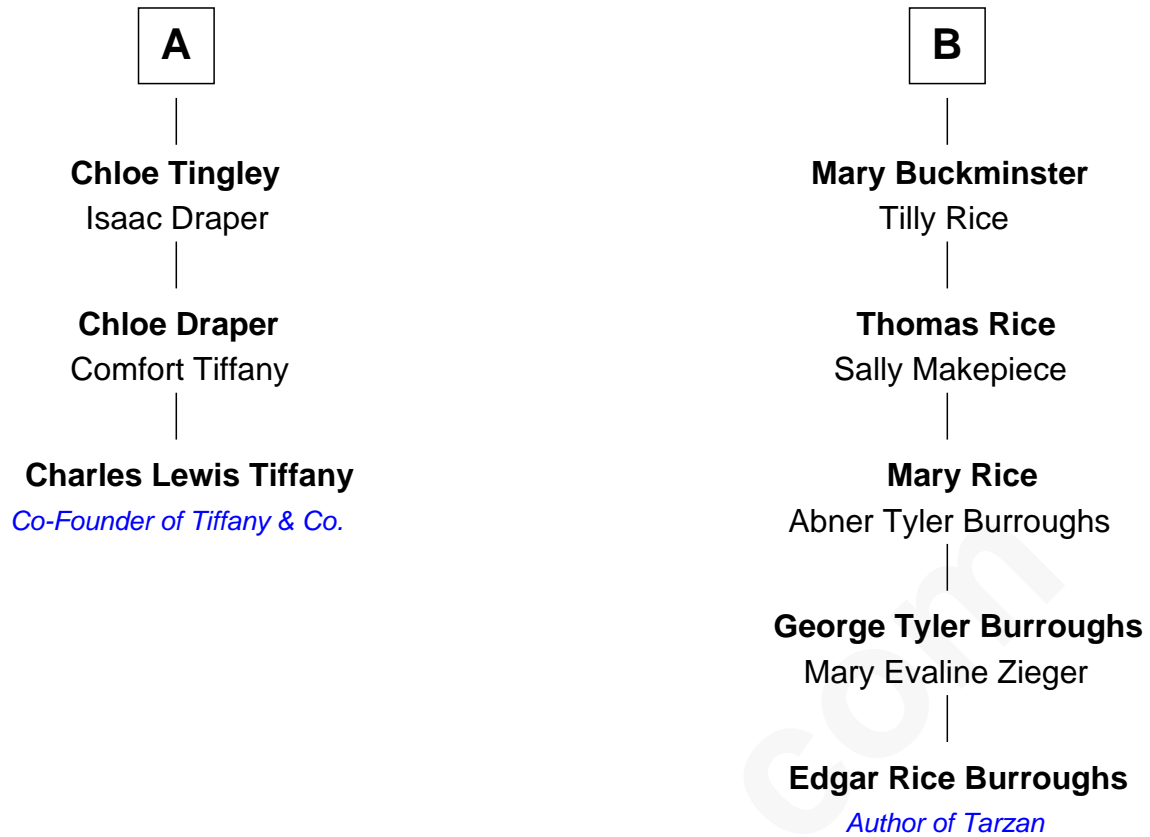 A
Chloe Tingley
Isaac Draper
Chloe Draper
Comfort Tiffany
Charles Lewis Tiffany
Co-Founder of Tiffany & Co.
B
Mary Buckminster
Tilly Rice
Thomas Rice
Sally Makepiece
Mary Rice
Abner Tyler Burroughs
George Tyler Burroughs
Mary Evaline Zieger
Edgar Rice Burroughs
Author of Tarzan
com